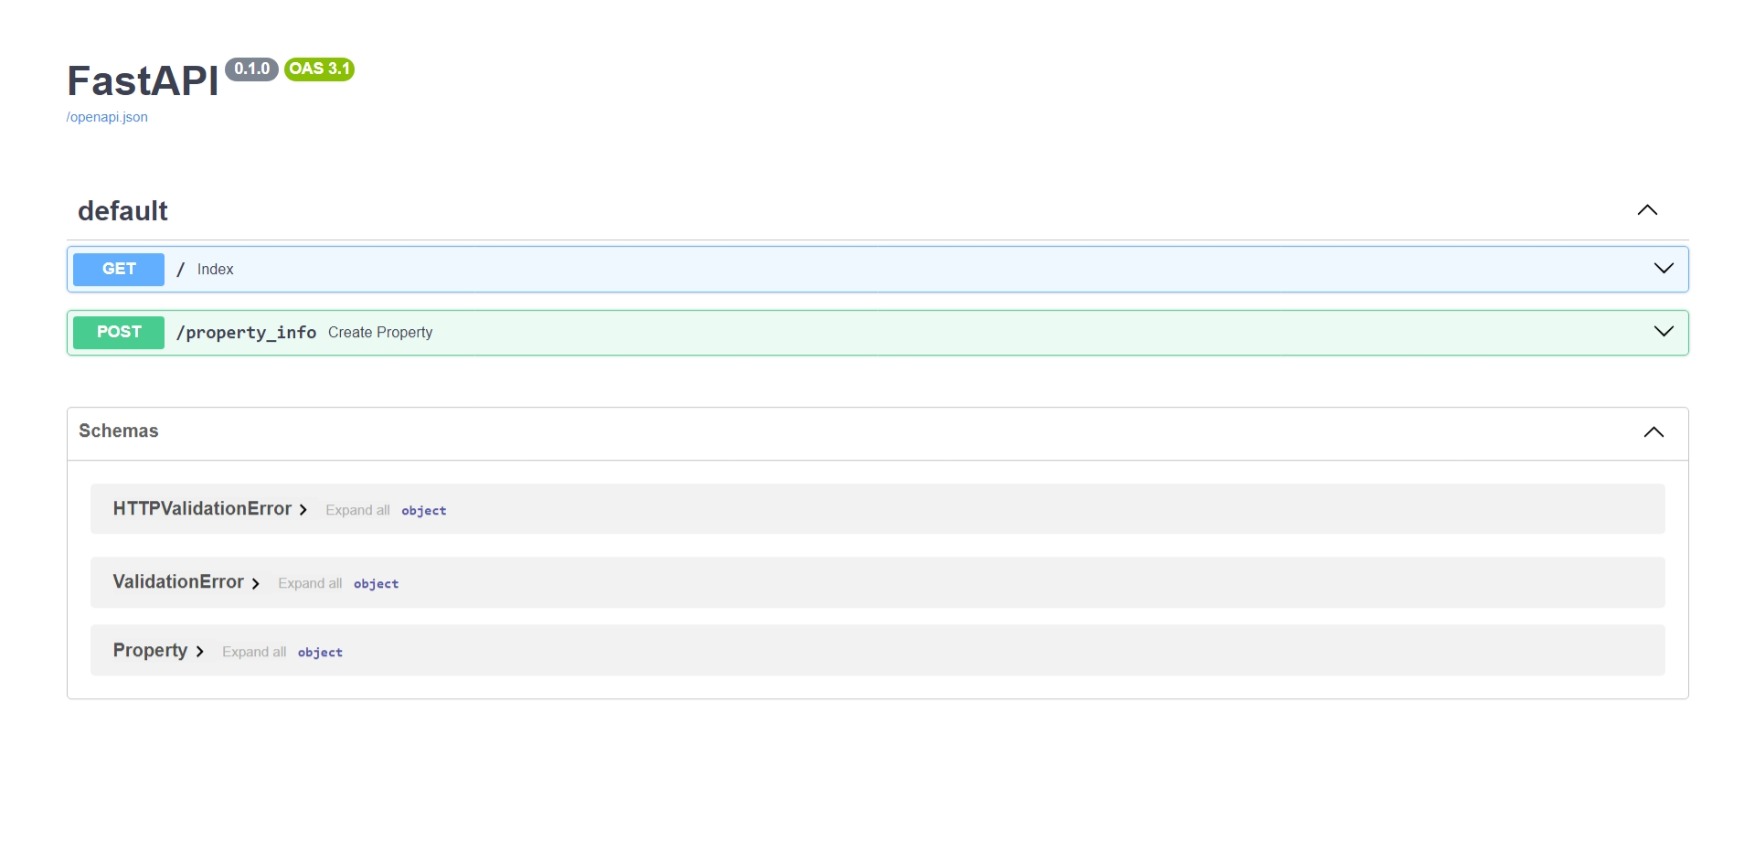 FastAPI 0.1.0 OAS 3.1
/openapi.json
default
GET / Index
POST /property_info Create Property
Schemas
HTTPValidationError Expand all object
ValidationError Expand all object
Property Expand all object